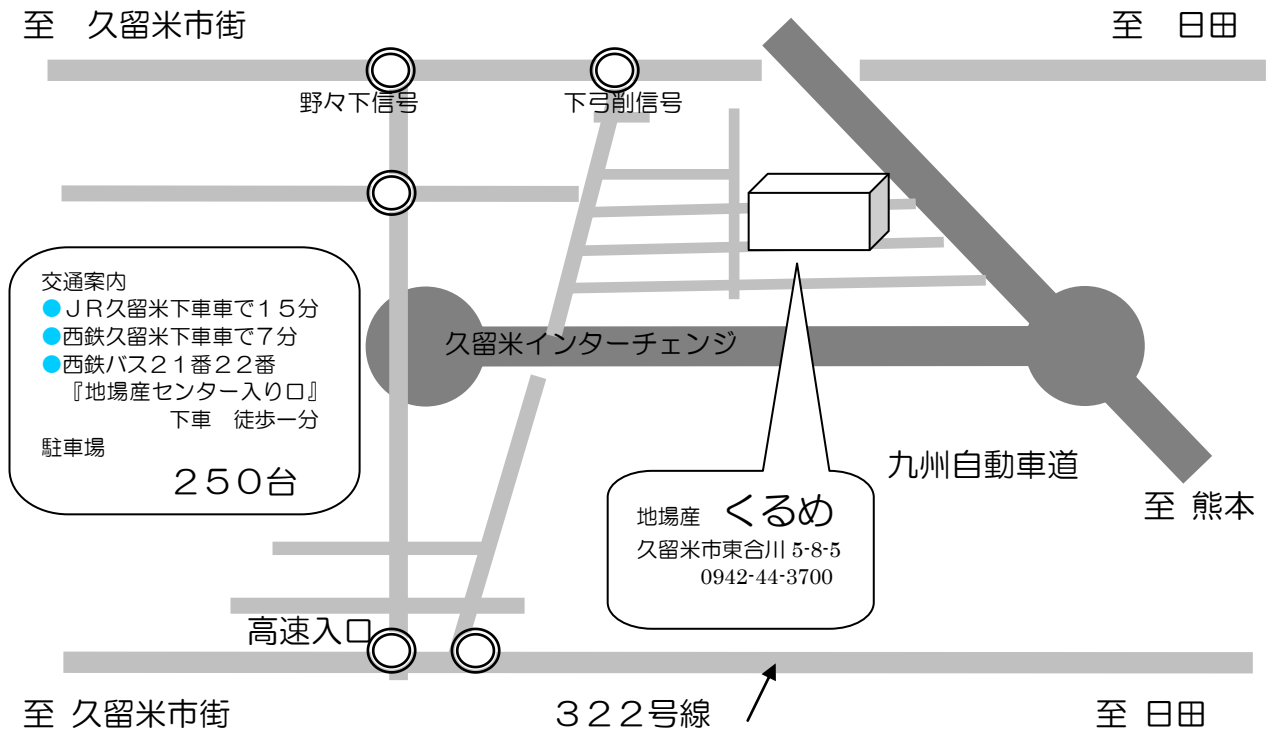 至　久留米市街
至　日田
野々下信号
下弓削信号
交通案内
●ＪＲ久留米下車車で１５分
●西鉄久留米下車車で７分
●西鉄バス２１番２２番
『地場産センター入り口』
下車　徒歩一分
駐車場
２５０台
久留米インターチェンジ
九州自動車道
至 熊本
地場産　くるめ
久留米市東合川 5-8-5
0942-44-3700
高速入口
至 久留米市街
３２２号線
至 日田